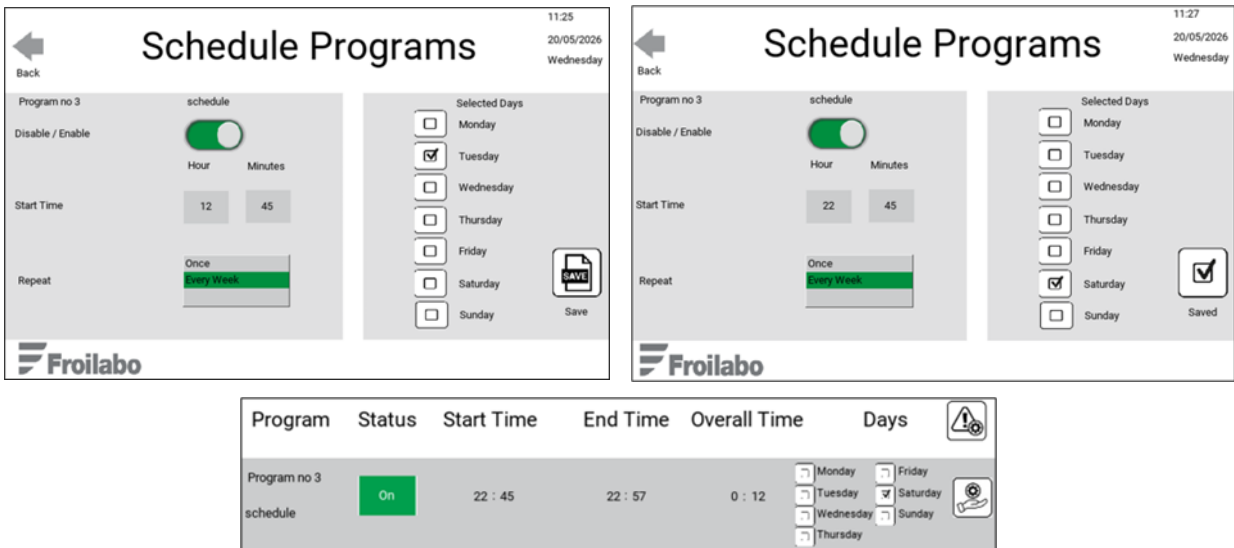 11:25
Schedule Programs
20/05/2026
Wednesday
Back
Program no 3 schedule
Disable / Enable
Hour Minutes
Start Time 12 45
Repeat
Once
Every Week
Selected Days
Monday
Tuesday
Wednesday
Thursday
Friday
Saturday
Sunday
SAVE
Save
Froilabo
11:27
Schedule Programs
20/05/2026
Wednesday
Back
Program no 3 schedule
Disable / Enable
Hour Minutes
Start Time 22 45
Repeat
Once
Every Week
Selected Days
Monday
Tuesday
Wednesday
Thursday
Friday
Saturday
Sunday
Saved
Froilabo
Program Status Start Time End Time Overall Time Days
Program no 3
schedule
On 22 : 45 22 : 57 0 : 12
Monday Friday
Tuesday Saturday
Wednesday Sunday
Thursday